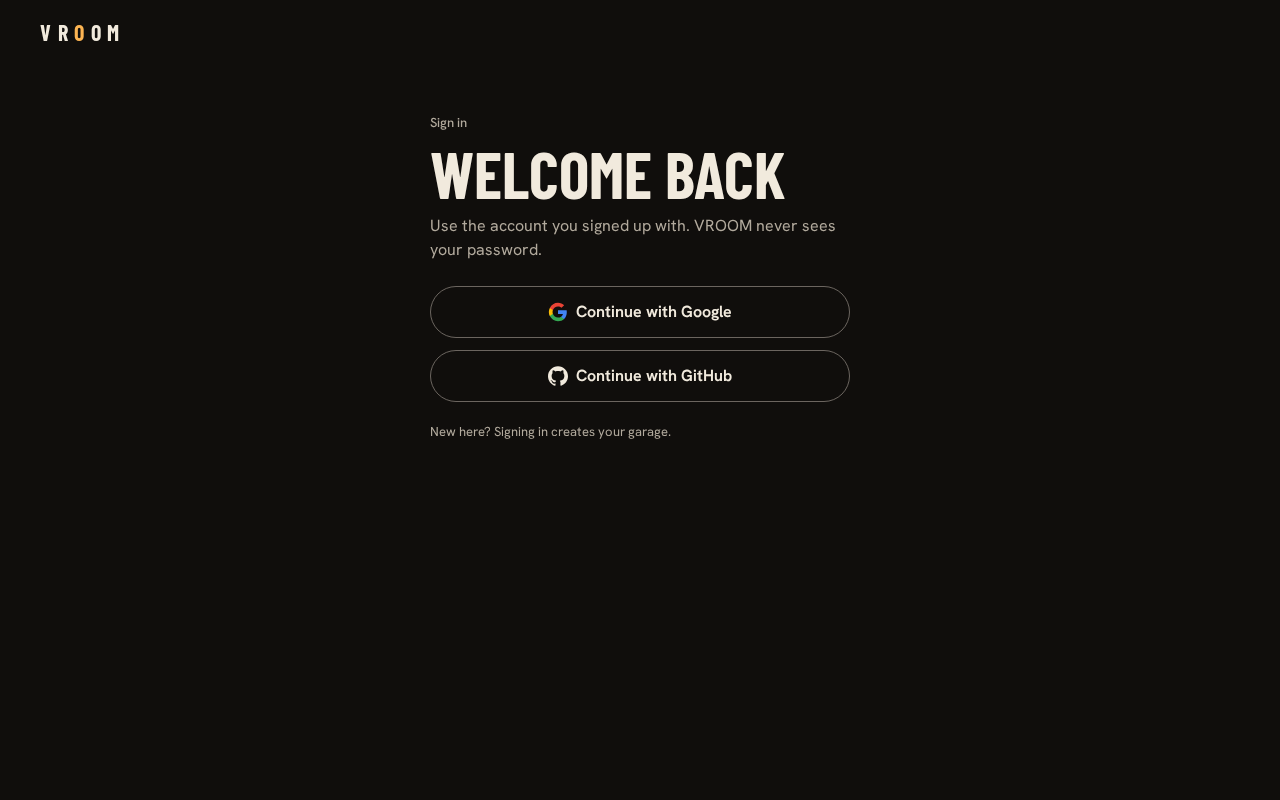 VROOM
Sign in
WELCOME BACK
Use the account you signed up with. VROOM never sees
your password.
Continue with Google
Continue with GitHub
New here? Signing in creates your garage.